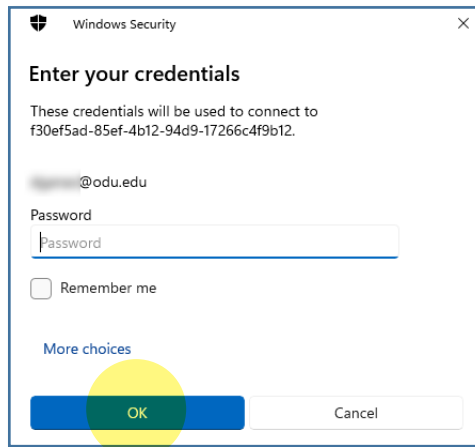 Windows Security
Enter your credentials
These credentials will be used to connect to
f30ef5ad-85ef-4b12-94d9-17266c4f9b12.
@odu.edu
Password
Password
Remember me
More choices
OK
Cancel